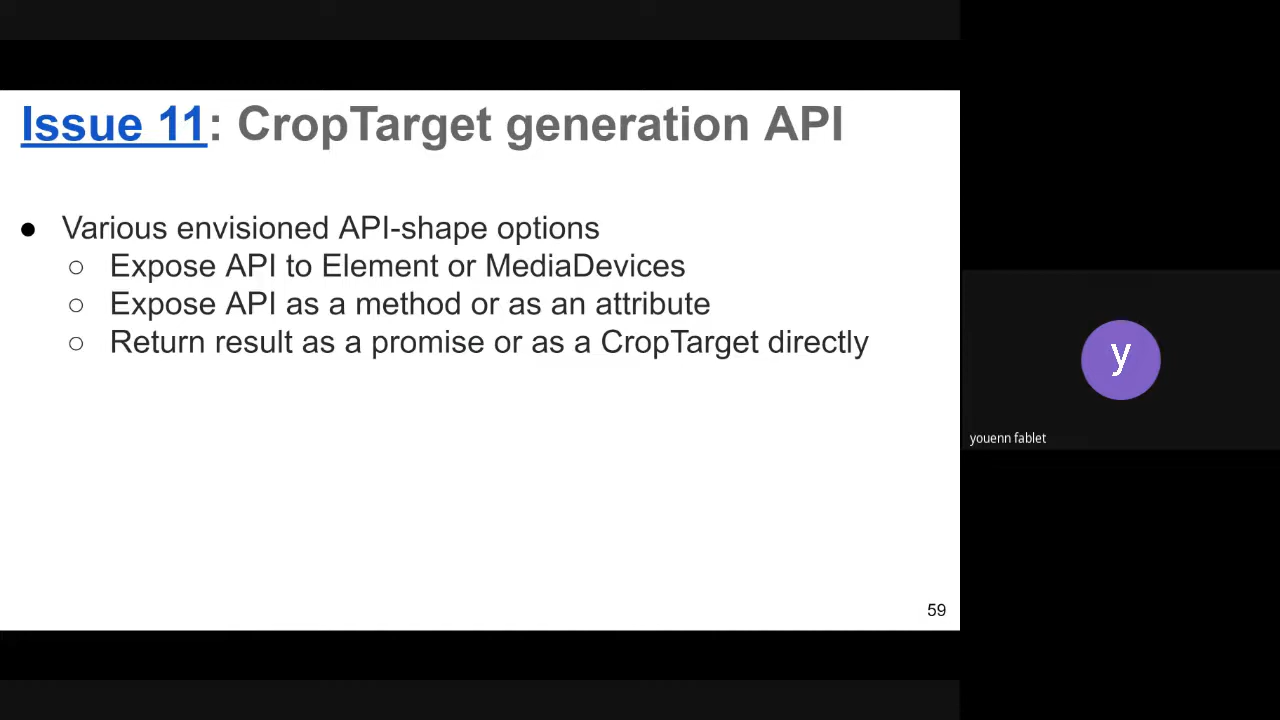 Issue 11: CropTarget generation API
● Various envisioned API-shape options
○ Expose API to Element or MediaDevices
○ Expose API as a method or as an attribute
○ Return result as a promise or as a CropTarget directly
59
y
youenn fablet